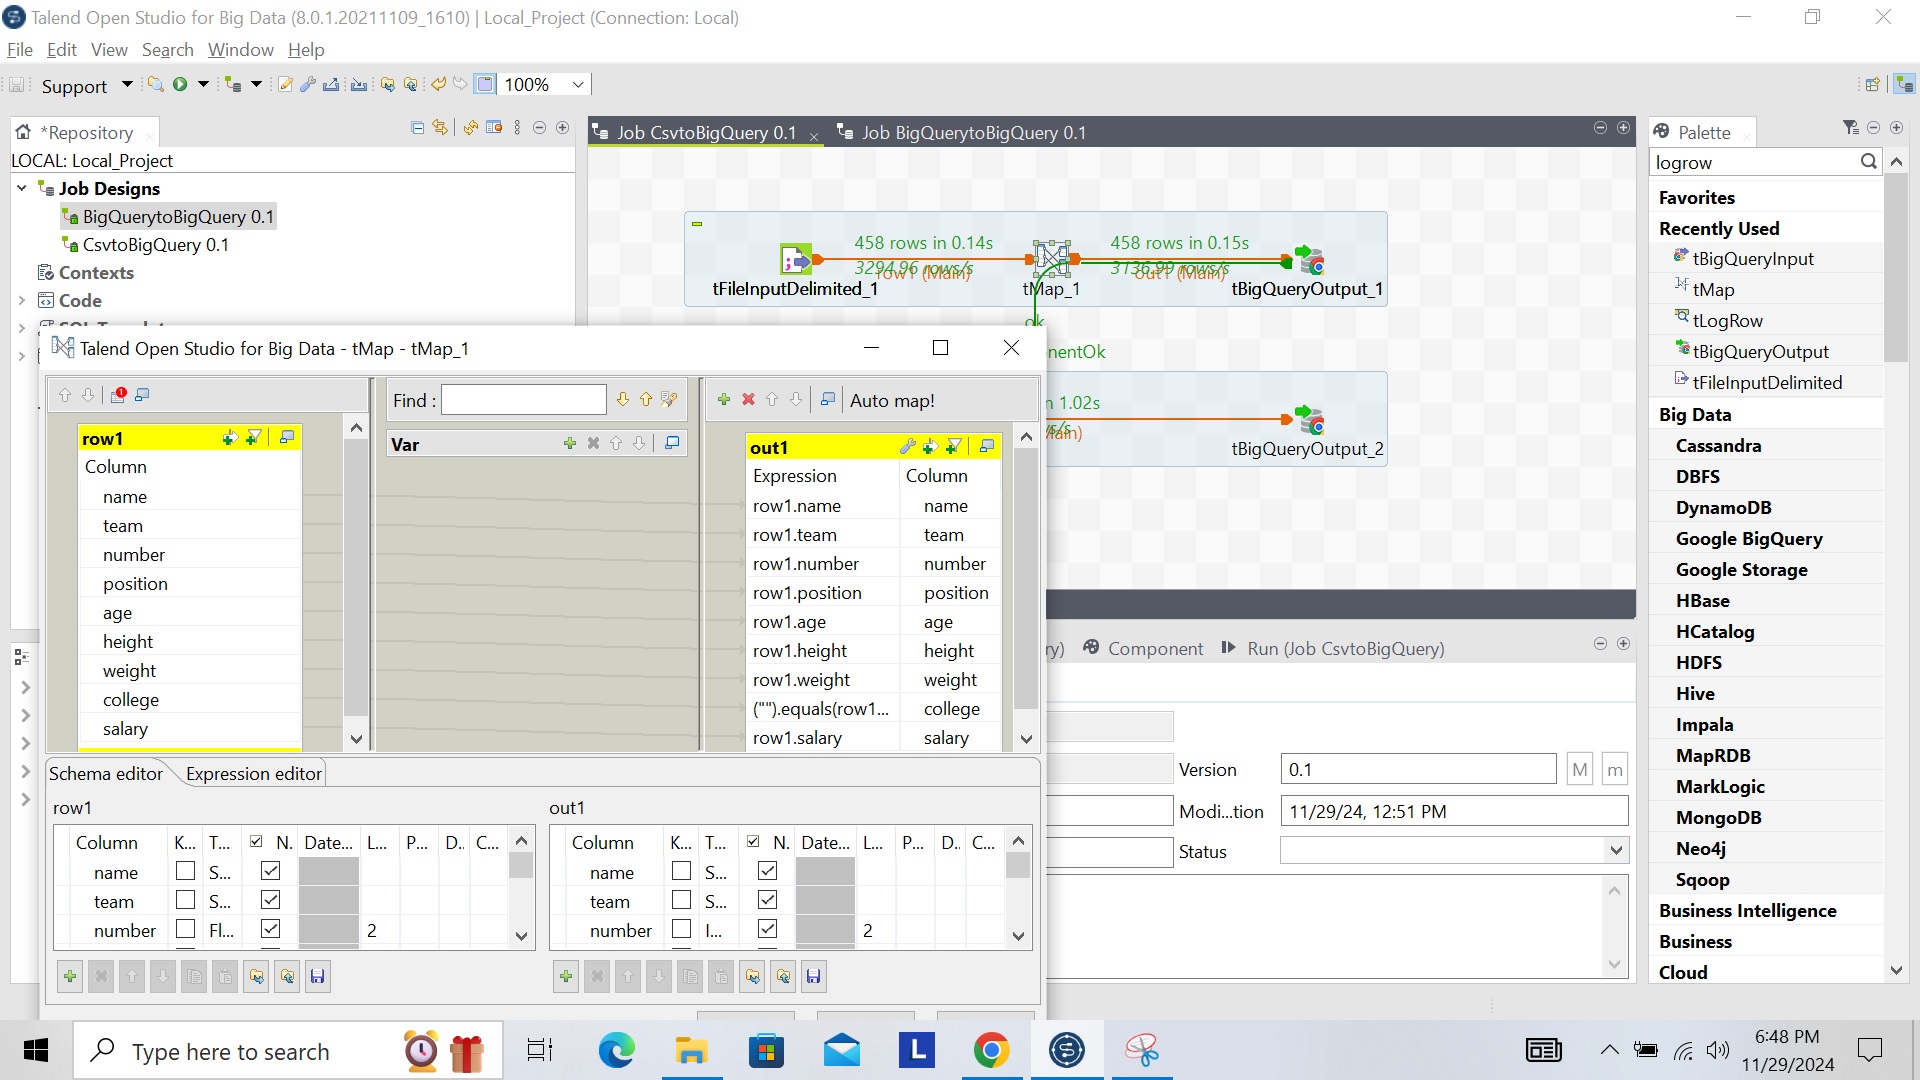 Talend Open Studio for Big Data (8.0.1.20211109_1610) | Local_Project (Connection: Local)
File Edit View Search Window Help
Support 100%
*Repository
LOCAL: Local_Project
Job Designs
BigQuerytoBigQuery 0.1
CsvtoBigQuery 0.1
Contexts
Code
Job CsvtoBigQuery 0.1
Job BigQuerytoBigQuery 0.1
458 rows in 0.14s
3294.96 rows/s
row1 (Main)
458 rows in 0.15s
3136.99 rows/s
out1 (Main)
tFileInputDelimited_1
tMap_1
tBigQueryOutput_1
ok
nentOk
n 1.02s
tBigQueryOutput_2
Talend Open Studio for Big Data - tMap - tMap_1
Find :
Auto map!
row1
Column
name
team
number
position
age
height
weight
college
salary
Var
out1
Expression Column
row1.name name
row1.team team
row1.number number
row1.position position
row1.age age
row1.height height
row1.weight weight
("").equals(row1... college
row1.salary salary
Schema editor Expression editor
row1
Column K... T... N. Date... L... P... D.. C...
name S...
team S...
number Fl... 2
out1
Column K... T... N. Date... L... P... D.. C...
name S...
team S...
number I... 2
ry) Component Run (Job CsvtoBigQuery)
Version 0.1 M m
Modi...tion 11/29/24, 12:51 PM
Status
Palette
logrow
Favorites
Recently Used
tBigQueryInput
tMap
tLogRow
tBigQueryOutput
tFileInputDelimited
Big Data
Cassandra
DBFS
DynamoDB
Google BigQuery
Google Storage
HBase
HCatalog
HDFS
Hive
Impala
MapRDB
MarkLogic
MongoDB
Neo4j
Sqoop
Business Intelligence
Business
Cloud
Type here to search
L
6:48 PM
11/29/2024